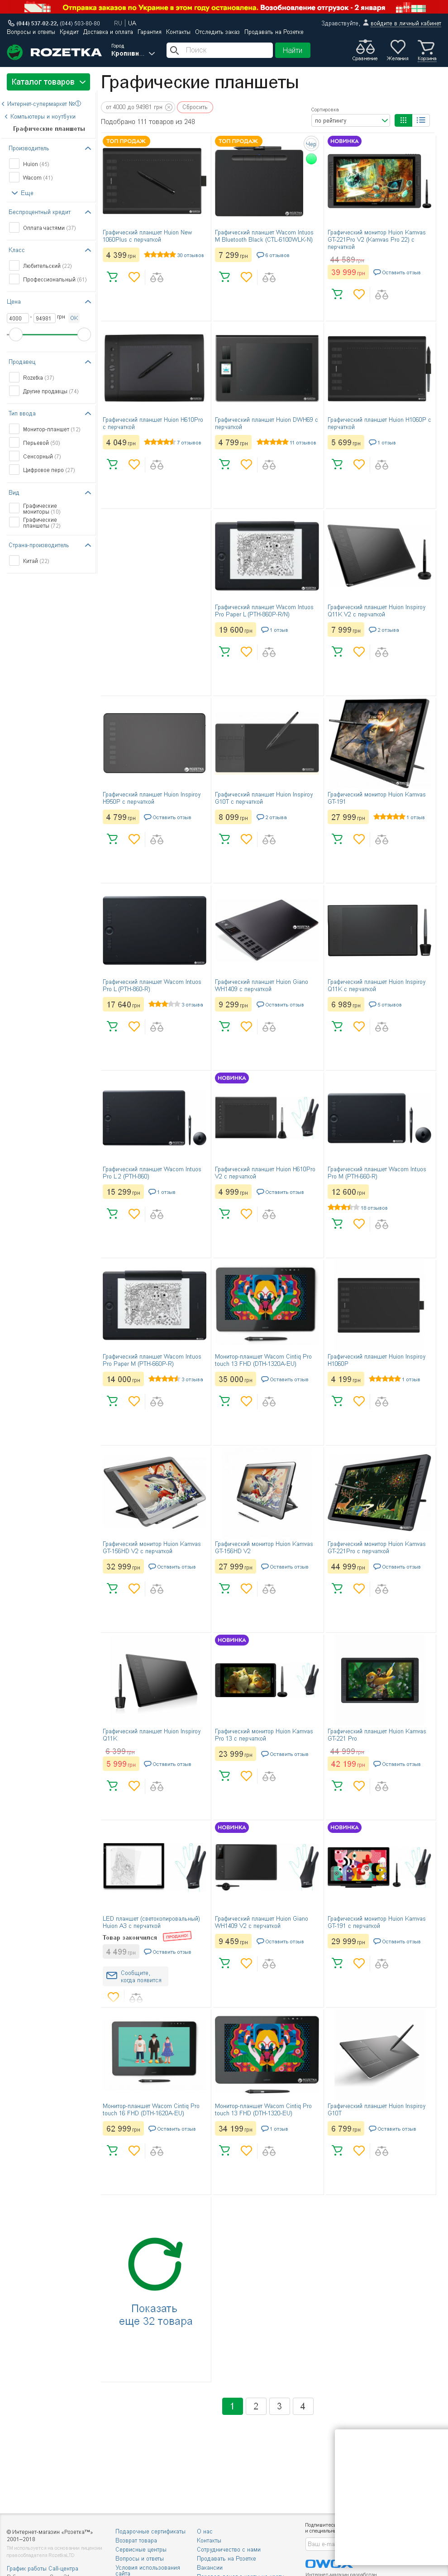 Оформить и оплатить заказы вы можете онлайн. Возобновление отгрузок - 2 января
(044) 537-02-22, (044) 503-80-80
RU | UA
Здравствуйте, войдите в личный кабинет
Вопросы и ответы Кредит Доставка и оплата Гарантия Контакты Отследить заказ Продавать на Розетке
ROZETKA
Город
Кропивн...
Поиск
Найти
Сравнение Желания Корзина
Каталог товаров
Графические планшеты
Интернет-супермаркет №①
Компьютеры и ноутбуки
Графические планшеты
от 4000 до 94981 грн
Сбросить
Подобрано 111 товаров из 248
Сортировка
по рейтингу
Производитель
Huion (45)
Wacom (41)
Еще
Беспроцентный кредит
Оплата частями (27)
Класс
Любительский (22)
Профессиональный (61)
Цена
4000 - 94981 грн OK
Продавец
Rozetka (37)
Другие продавцы (74)
Тип ввода
Монитор-планшет (12)
Перьевой (50)
Сенсорный (7)
Цифровое перо (27)
Вид
Графические мониторы (10)
Графические планшеты (72)
Страна-производитель
Китай (23)
ТОП ПРОДАЖ
Графический планшет Huion New 1060Plus с перчаткой
4 399 грн
30 отзывов
ТОП ПРОДАЖ
Чер
Графический планшет Wacom Intuos M Bluetooth Black (CTL-6100WLK-N)
7 299 грн
6 отзывов
НОВИНКА
Графический монитор Huion Kamvas GT-221Pro V2 (Kamvas Pro 22) с перчаткой
44 589 грн
39 999 грн
Оставить отзыв
Графический планшет Huion H610Pro с перчаткой
4 049 грн
7 отзывов
Графический планшет Huion DWH69 с перчаткой
4 799 грн
11 отзывов
Графический планшет Huion H1060P с перчаткой
5 699 грн
1 отзыв
Графический планшет Wacom Intuos Pro Paper L (PTH-860P-R/N)
19 600 грн
1 отзыв
Графический планшет Huion Inspiroy Q11K V2 с перчаткой
7 999 грн
2 отзыва
Графический планшет Huion Inspiroy H950P с перчаткой
4 799 грн
Оставить отзыв
Графический планшет Huion Inspiroy G10T с перчаткой
8 099 грн
2 отзыва
Графический монитор Huion Kamvas GT-191
27 999 грн
1 отзыв
Графический планшет Wacom Intuos Pro L (PTH-860-R)
17 640 грн
3 отзыва
Графический планшет Huion Giano WH1409 с перчаткой
9 299 грн
Оставить отзыв
Графический планшет Huion Inspiroy Q11K с перчаткой
6 989 грн
5 отзывов
Графический планшет Wacom Intuos Pro L 2 (PTH-860)
15 299 грн
1 отзыв
НОВИНКА
Графический планшет Huion H610Pro V2 с перчаткой
4 999 грн
Оставить отзыв
Графический планшет Wacom Intuos Pro M (PTH-660-R)
12 600 грн
18 отзывов
Графический планшет Wacom Intuos Pro Paper M (PTH-660P-R)
14 000 грн
3 отзыва
Монитор-планшет Wacom Cintiq Pro touch 13 FHD (DTH-1320A-EU)
35 000 грн
Оставить отзыв
Графический планшет Huion Inspiroy H1060P
4 199 грн
1 отзыв
Графический монитор Huion Kamvas GT-156HD V2 с перчаткой
32 999 грн
Оставить отзыв
Графический монитор Huion Kamvas GT-156HD V2
27 999 грн
Оставить отзыв
Графический монитор Huion Kamvas GT-221Pro с перчаткой
44 999 грн
Оставить отзыв
Графический планшет Huion Inspiroy Q11K
6 399 грн
5 999 грн
Оставить отзыв
НОВИНКА
Графический монитор Huion Kamvas Pro 13 с перчаткой
23 999 грн
Оставить отзыв
Графический планшет Huion Kamvas GT-221 Pro
44 999 грн
42 199 грн
Оставить отзыв
LED планшет (светокопировальный) Huion A3 с перчаткой
Товар закончился
ПРОДАНО!
4 499 грн
Оставить отзыв
Сообщите, когда появится
НОВИНКА
Графический планшет Huion Giano WH1409 V2 с перчаткой
9 459 грн
Оставить отзыв
НОВИНКА
Графический монитор Huion Kamvas GT-191 с перчаткой
29 999 грн
Оставить отзыв
Монитор-планшет Wacom Cintiq Pro touch 16 FHD (DTH-1620A-EU)
62 999 грн
Оставить отзыв
Монитор-планшет Wacom Cintiq Pro touch 13 FHD (DTH-1320-EU)
34 199 грн
1 отзыв
Графический планшет Huion Inspiroy G10T
6 799 грн
Оставить отзыв
Показать еще 32 товара
1 2 3 4
© Интернет-магазин «Розетка™» 2001–2018
График работы Call-центра
Подарочные сертификаты
Возврат товара
Сервисные центры
Вопросы и ответы
Условия использования сайта
О нас
Контакты
Сотрудничество с нами
Продавать на Розетке
Вакансии
Ваш e-
OWOX